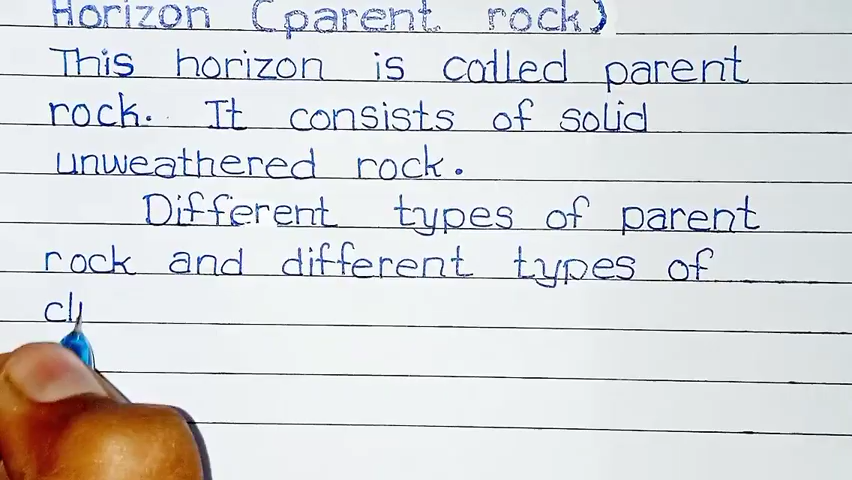 Horizon (parent rock)
This horizon is called parent
rock. It consists of solid
unweathered rock.
Different types of parent
rock and different types of
cl